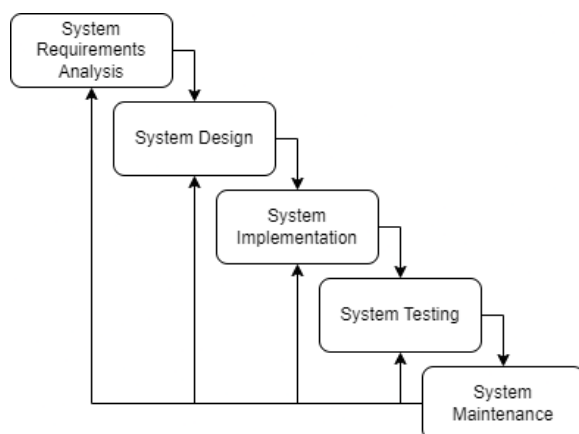 System
Requirements
Analysis
System Design
System
Implementation
System Testing
System
Maintenance